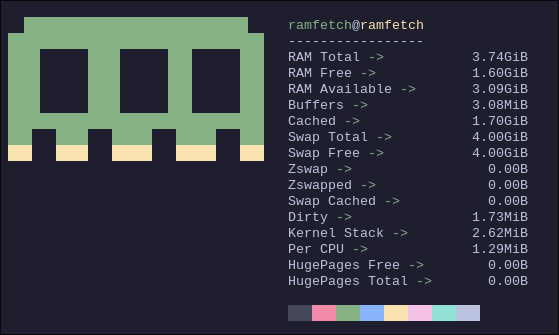 ramfetch@ramfetch
-----------------
RAM Total -> 3.74GiB
RAM Free -> 1.60GiB
RAM Available -> 3.09GiB
Buffers -> 3.08MiB
Cached -> 1.70GiB
Swap Total -> 4.00GiB
Swap Free -> 4.00GiB
Zswap -> 0.00B
Zswapped -> 0.00B
Swap Cached -> 0.00B
Dirty -> 1.73MiB
Kernel Stack -> 2.62MiB
Per CPU -> 1.29MiB
HugePages Free -> 0.00B
HugePages Total -> 0.00B